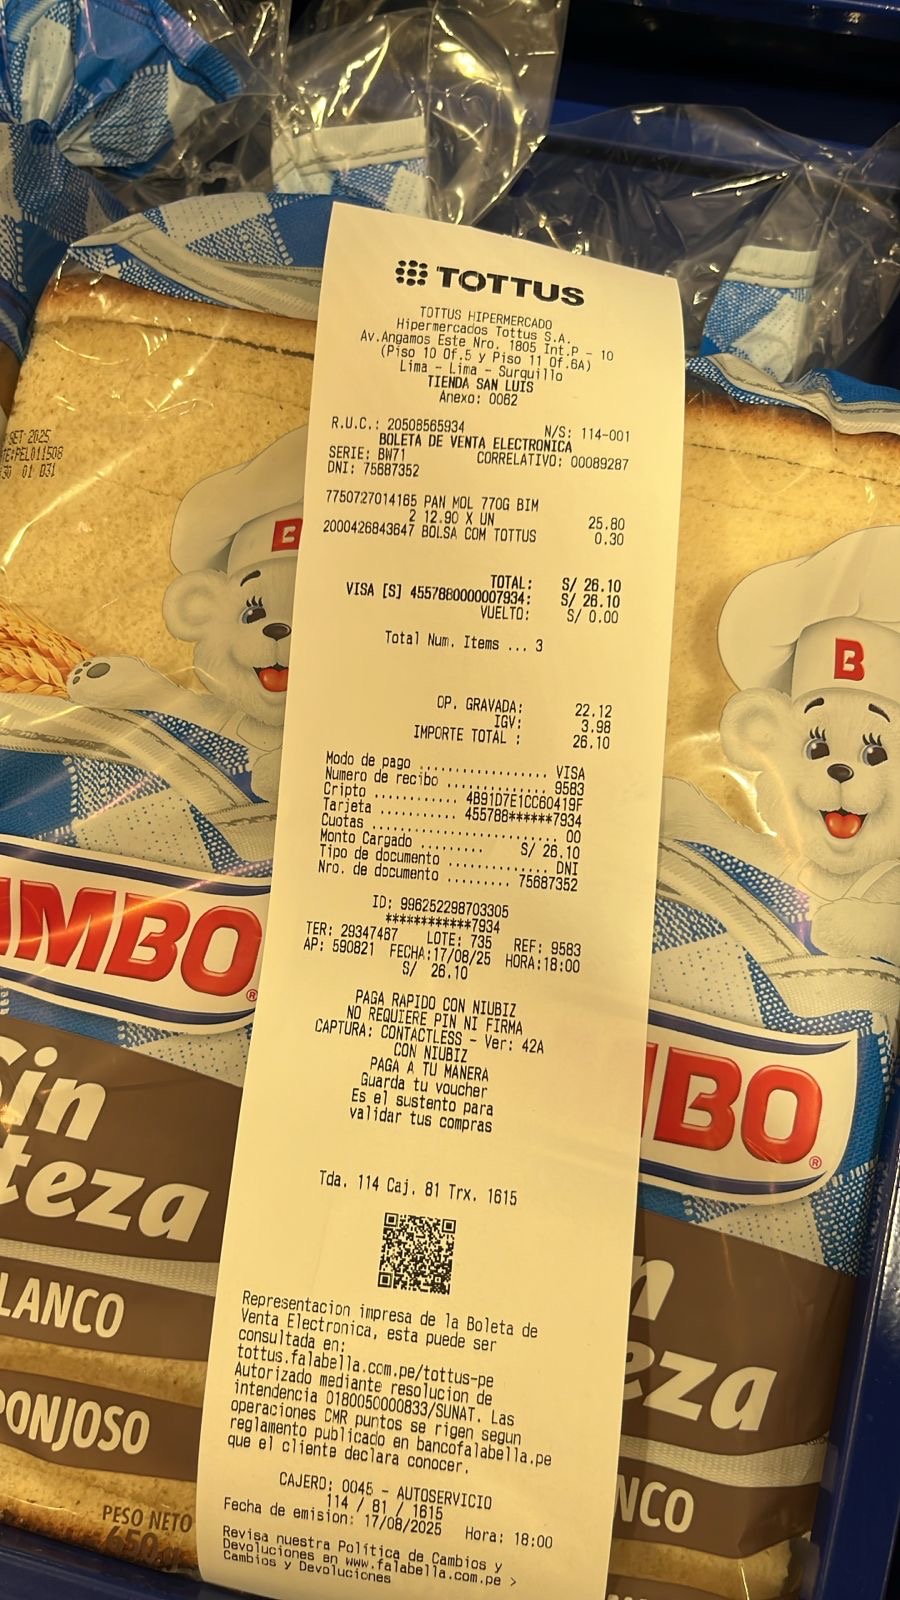 TOTTUS
TOTTUS HIPERMERCADO
Hipermercados Tottus S.A.
Av.Angamos Este Nro. 1805 Int.P - 10
(Piso 10 Of.5 y Piso 11 Of.6A)
Lima - Lima - Surquillo
TIENDA SAN LUIS
Anexo: 0062
R.U.C.: 20508565934 N/S: 114-001
BOLETA DE VENTA ELECTRONICA
SERIE: BW71 CORRELATIVO: 00089287
DNI: 75687352
7750727014165 PAN MOL 770G BIM
2 12.90 X UN 25.80
2000426843647 BOLSA COM TOTTUS 0.30
TOTAL: S/ 26.10
VISA [S] 4557880000007934: S/ 26.10
VUELTO: S/ 0.00
Total Num. Items ... 3
OP. GRAVADA: 22.12
IGV: 3.98
IMPORTE TOTAL : 26.10
Modo de pago .................. VISA
Numero de recibo .............. 9583
Cripto ........... 4B91D7E1CC60419F
Tarjeta ........... 455788******7934
Cuotas .......................... 00
Monto Cargado ......... S/ 26.10
Tipo de documento ............. DNI
Nro. de documento ......... 75687352
ID: 996252298703305
************7934
TER: 29347467 LOTE: 735 REF: 9583
AP: 590821 FECHA:17/08/25 HORA:18:00
S/ 26.10
PAGA RAPIDO CON NIUBIZ
NO REQUIERE PIN NI FIRMA
CAPTURA: CONTACTLESS - Ver: 42A
CON NIUBIZ
PAGA A TU MANERA
Guarda tu voucher
Es el sustento para
validar tus compras
Tda. 114 Caj. 81 Trx. 1615
Representacion impresa de la Boleta de
Venta Electronica, esta puede ser
consultada en:
tottus.falabella.com.pe/tottus-pe
Autorizado mediante resolucion de
intendencia 0180050000833/SUNAT. Las
operaciones CMR puntos se rigen segun
reglamento publicado en bancofalabella.pe
que el cliente declara conocer.
CAJERO: 0045 - AUTOSERVICIO
114 / 81 / 1615
Fecha de emision: 17/08/2025 Hora: 18:00
Revisa nuestra Politica de Cambios y
Devoluciones en www.falabella.com.pe >
Cambios y Devoluciones
SET 2025
TE:PEL011508
30 01 031
B
IMBO®
Sin
teza
LANCO
PONJOSO
PESO NETO
650 g
B
IBO®
n
eza
NCO